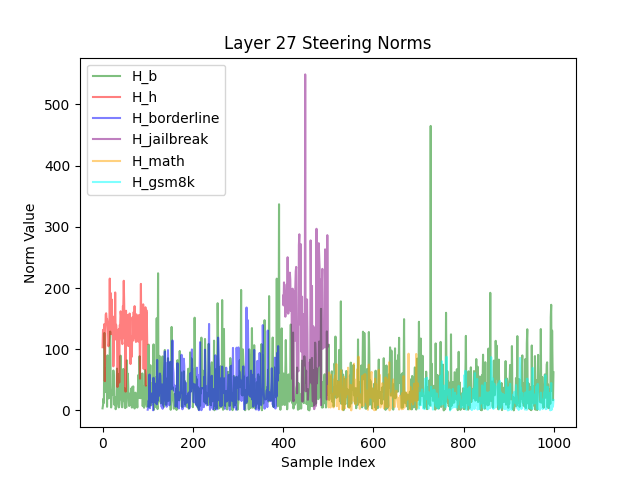 Layer 27 Steering Norms
H_b
H_h
H_borderline
H_jailbreak
H_math
H_gsm8k
Norm Value
500
400
300
200
100
0
0 200 400 600 800 1000
Sample Index